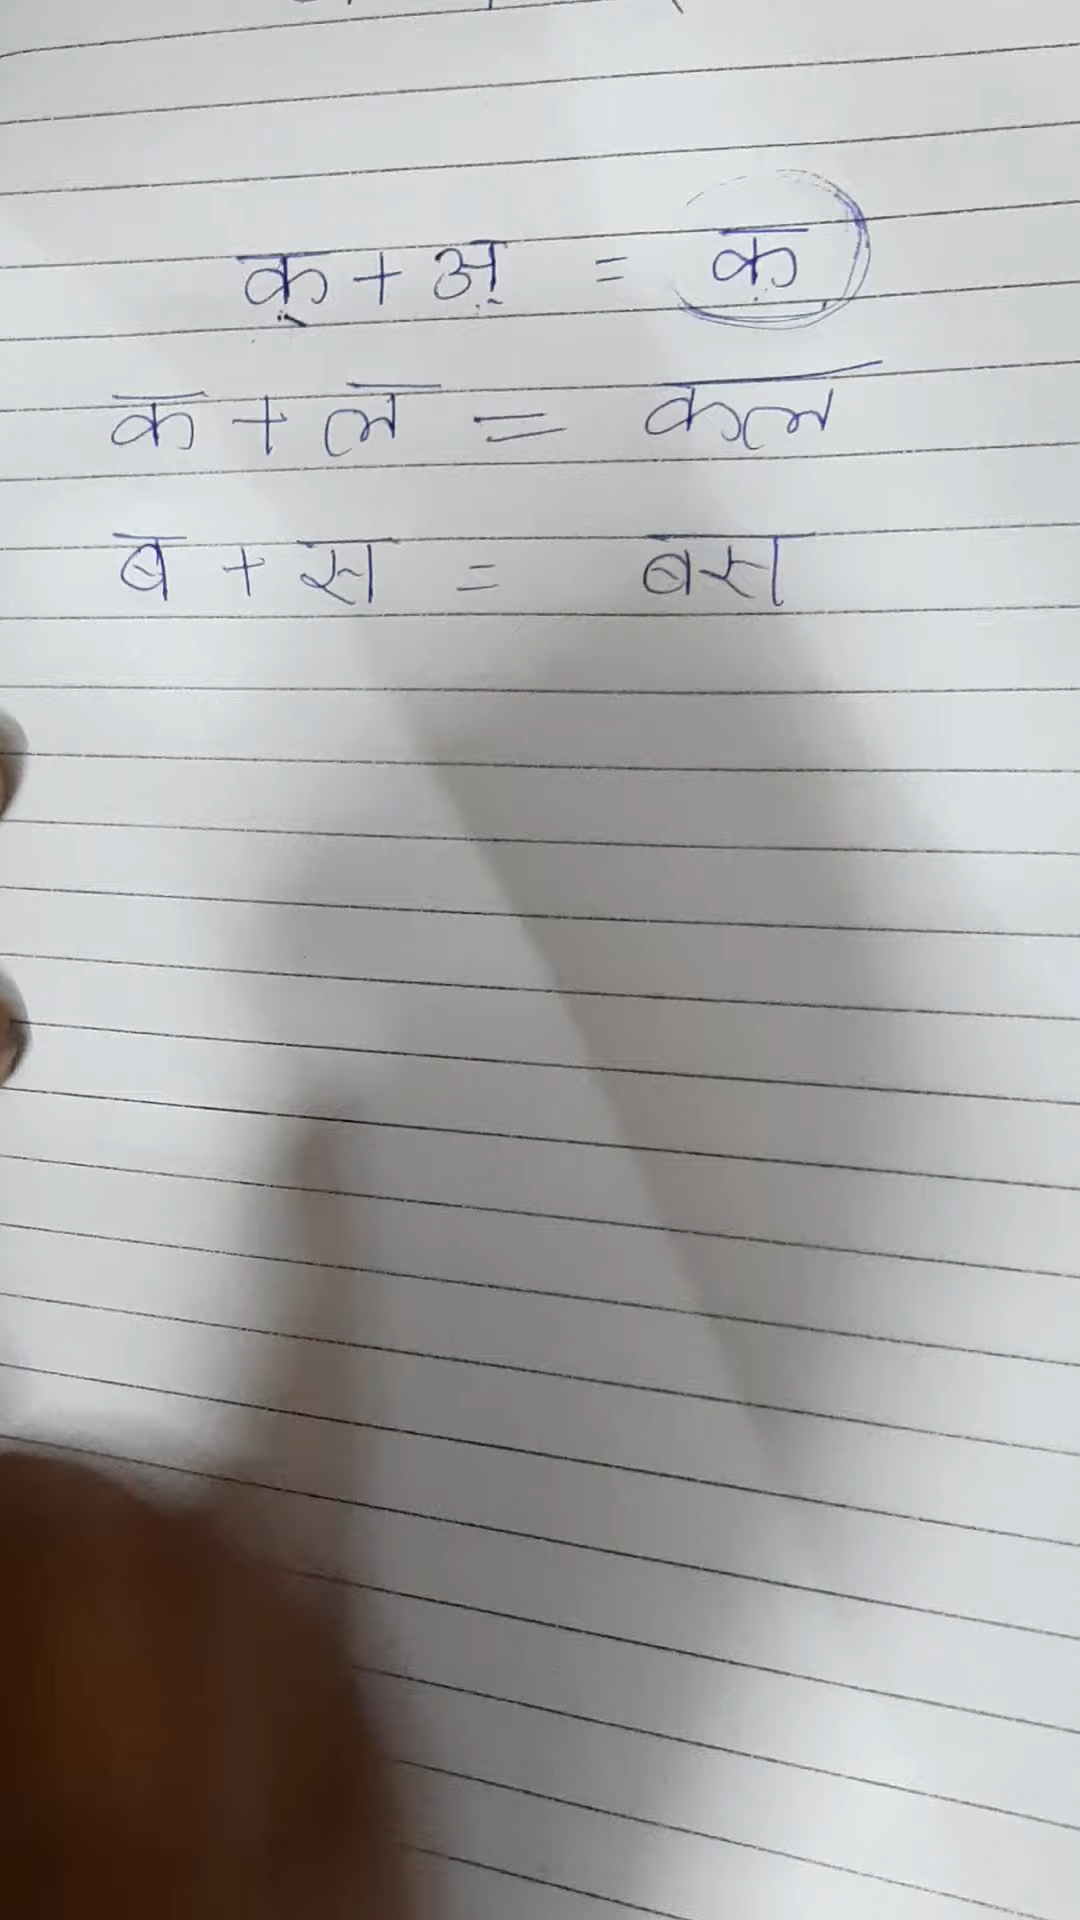 क् + अ = क
क + ल = कल
ब + स = बस